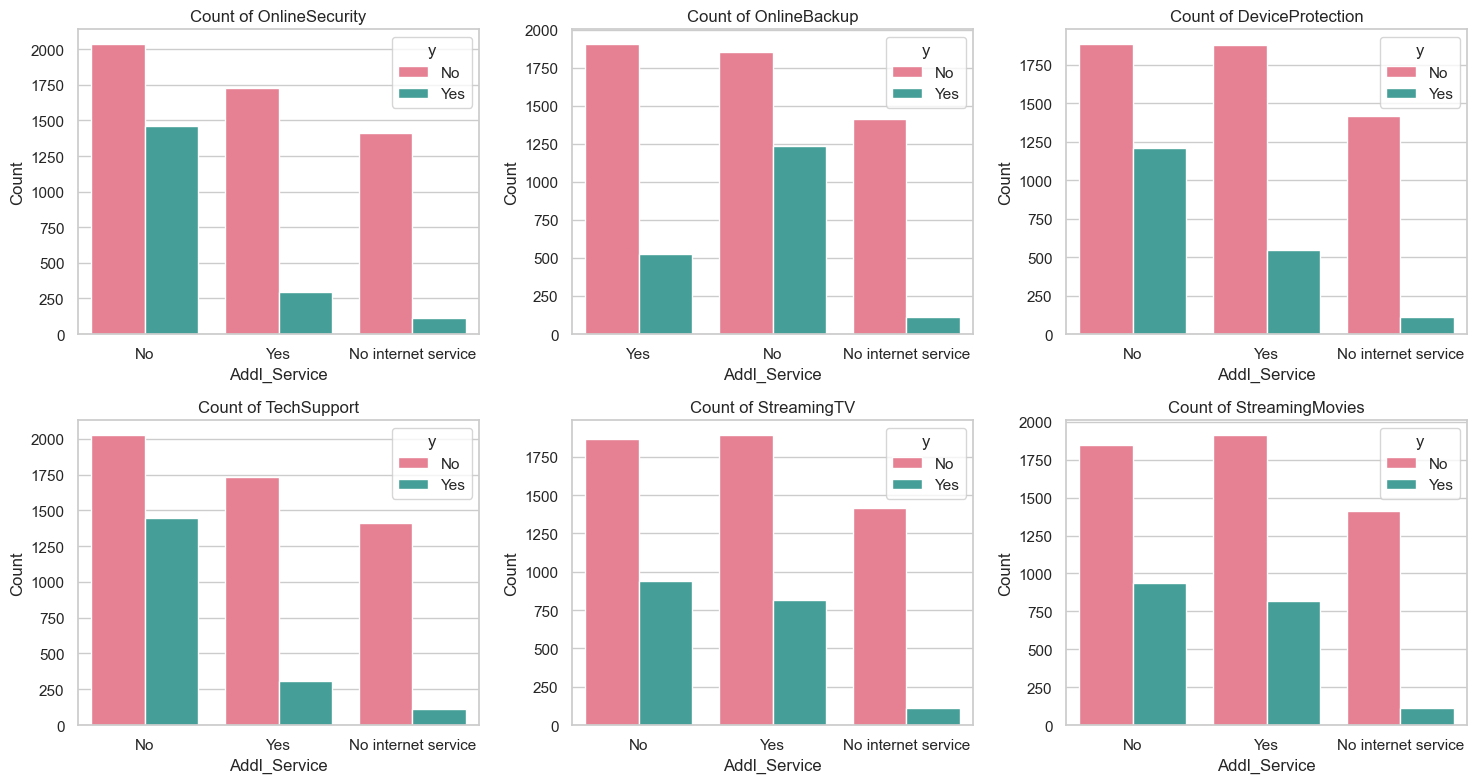 Count of OnlineSecurity
2000
1750
1500
1250
1000
750
500
250
0
Count
y
No
Yes
No
Yes
No internet service
Addl_Service
Count of OnlineBackup
2000
1750
1500
1250
1000
750
500
250
0
Count
y
No
Yes
Yes
No
No internet service
Addl_Service
Count of DeviceProtection
1750
1500
1250
1000
750
500
250
0
Count
y
No
Yes
No
Yes
No internet service
Addl_Service
Count of TechSupport
2000
1750
1500
1250
1000
750
500
250
0
Count
y
No
Yes
No
Yes
No internet service
Addl_Service
Count of StreamingTV
1750
1500
1250
1000
750
500
250
0
Count
y
No
Yes
No
Yes
No internet service
Addl_Service
Count of StreamingMovies
2000
1750
1500
1250
1000
750
500
250
0
Count
y
No
Yes
No
Yes
No internet service
Addl_Service